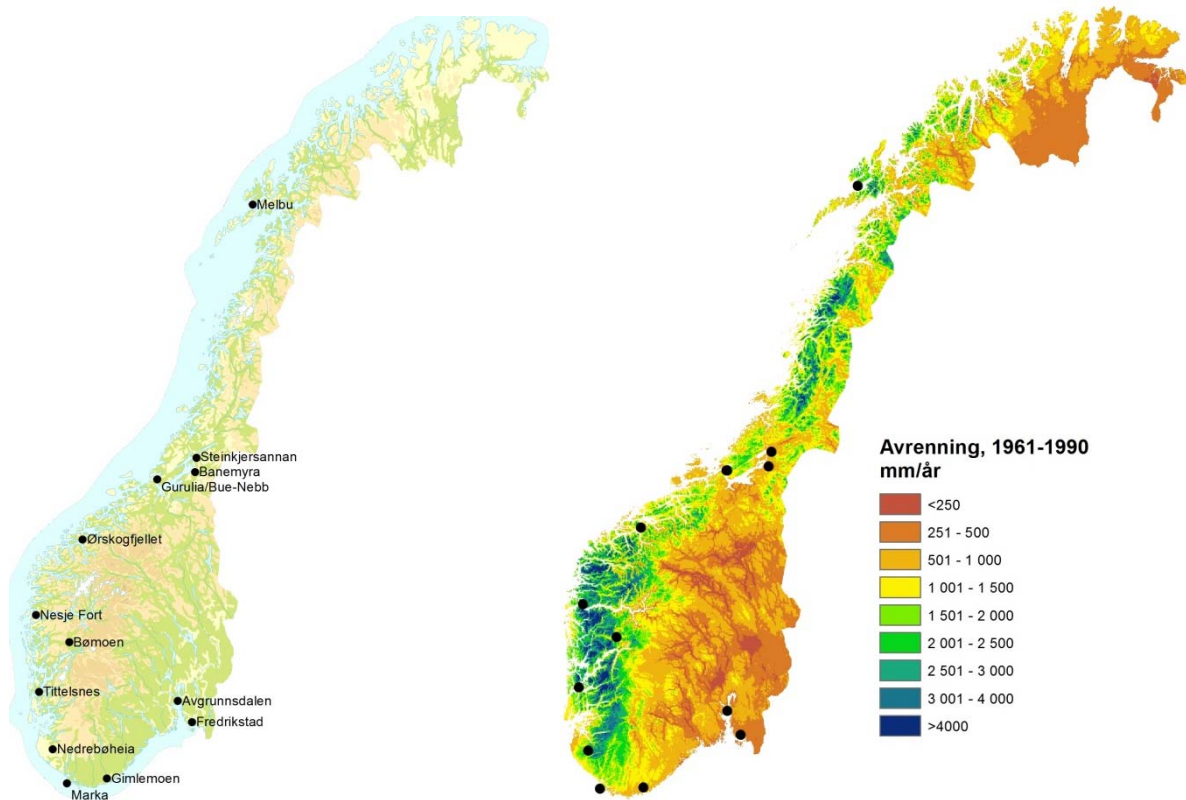 Melbu
Steinkjersannan
Banemyra
Gurulia/Bue-Nebb
Ørskogfjellet
Nesje Fort
Bømoen
Tittelsnes
Avgrunnsdalen
Fredrikstad
Nedrebøheia
Gimlemoen
Marka
Avrenning, 1961-1990
mm/år
<250
251 - 500
501 - 1 000
1 001 - 1 500
1 501 - 2 000
2 001 - 2 500
2 501 - 3 000
3 001 - 4 000
>4000